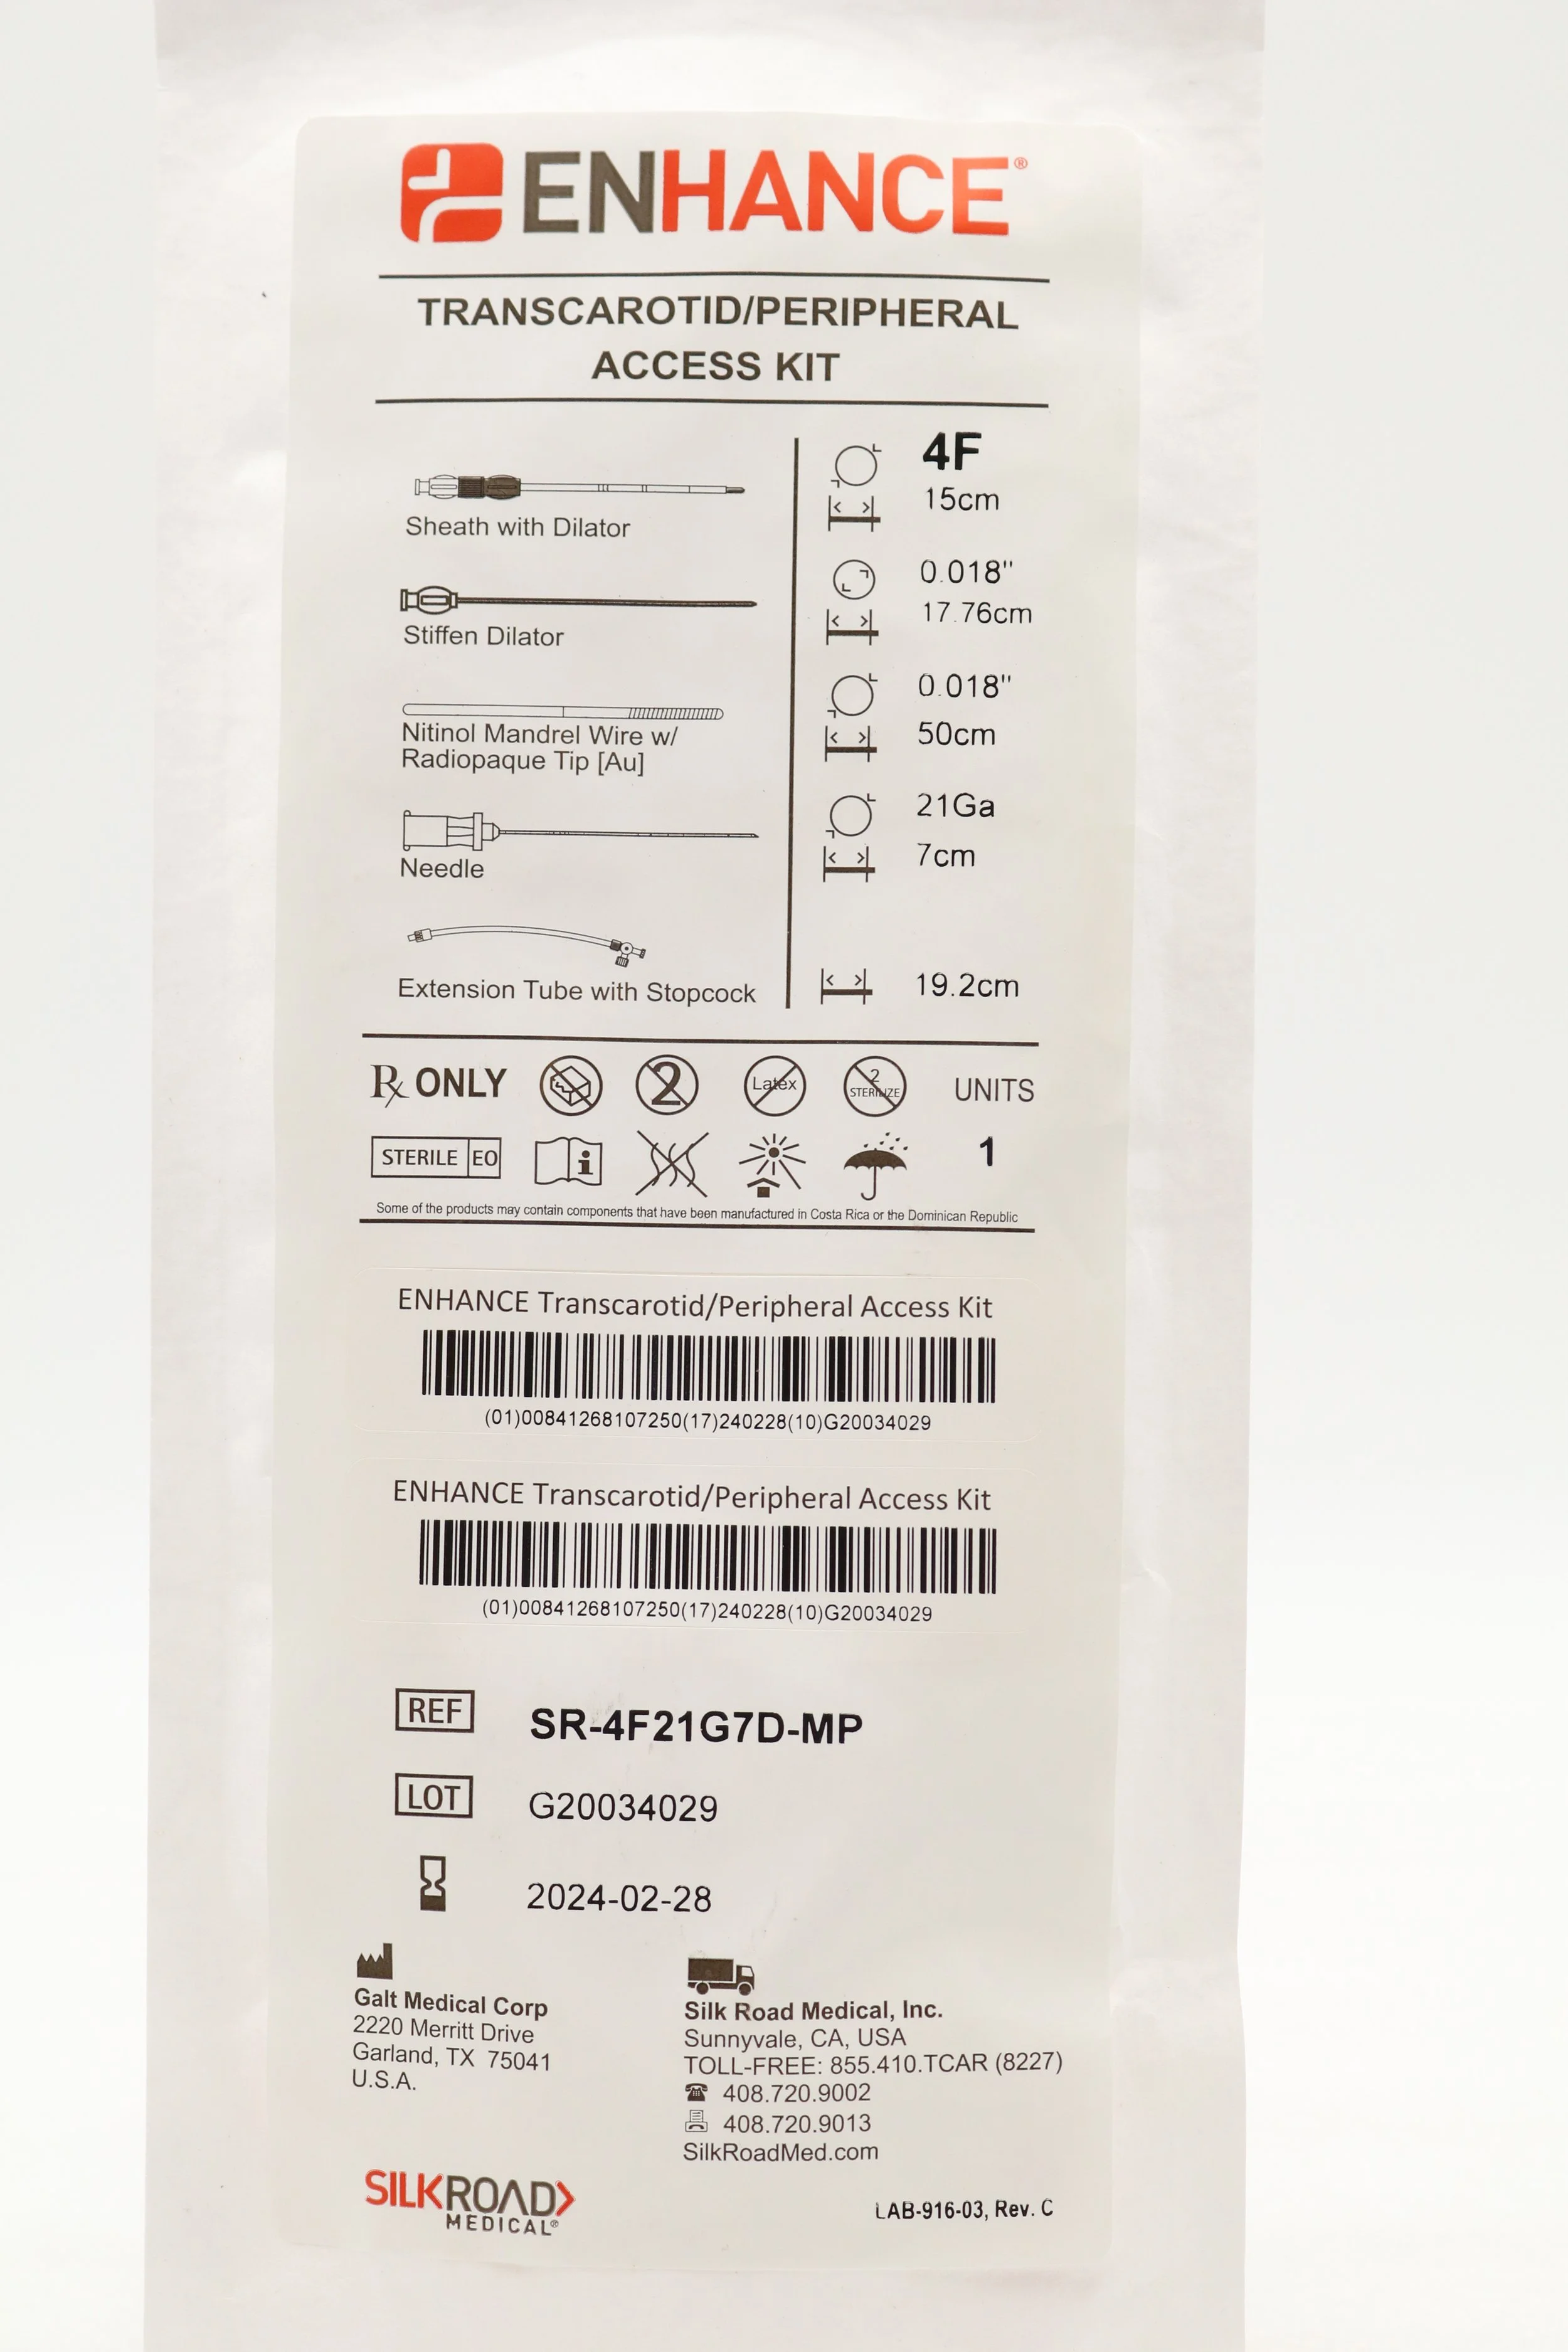 ENHANCE®
TRANSCAROTID/PERIPHERAL
ACCESS KIT
4F
15cm
Sheath with Dilator
0.018"
17.76cm
Stiffen Dilator
0.018"
50cm
Nitinol Mandrel Wire w/
Radiopaque Tip [Au]
21Ga
7cm
Needle
19.2cm
Extension Tube with Stopcock
Rx ONLY 2 Latex 2 STERILIZE UNITS
STERILE EO i 1
Some of the products may contain components that have been manufactured in Costa Rica or the Dominican Republic
ENHANCE Transcarotid/Peripheral Access Kit
(01)00841268107250(17)240228(10)G20034029
ENHANCE Transcarotid/Peripheral Access Kit
(01)00841268107250(17)240228(10)G20034029
REF SR-4F21G7D-MP
LOT G20034029
2024-02-28
Galt Medical Corp
2220 Merritt Drive
Garland, TX 75041
U.S.A.
Silk Road Medical, Inc.
Sunnyvale, CA, USA
TOLL-FREE: 855.410.TCAR (8227)
408.720.9002
408.720.9013
SilkRoadMed.com
SILKROAD
MEDICAL®
LAB-916-03, Rev. C